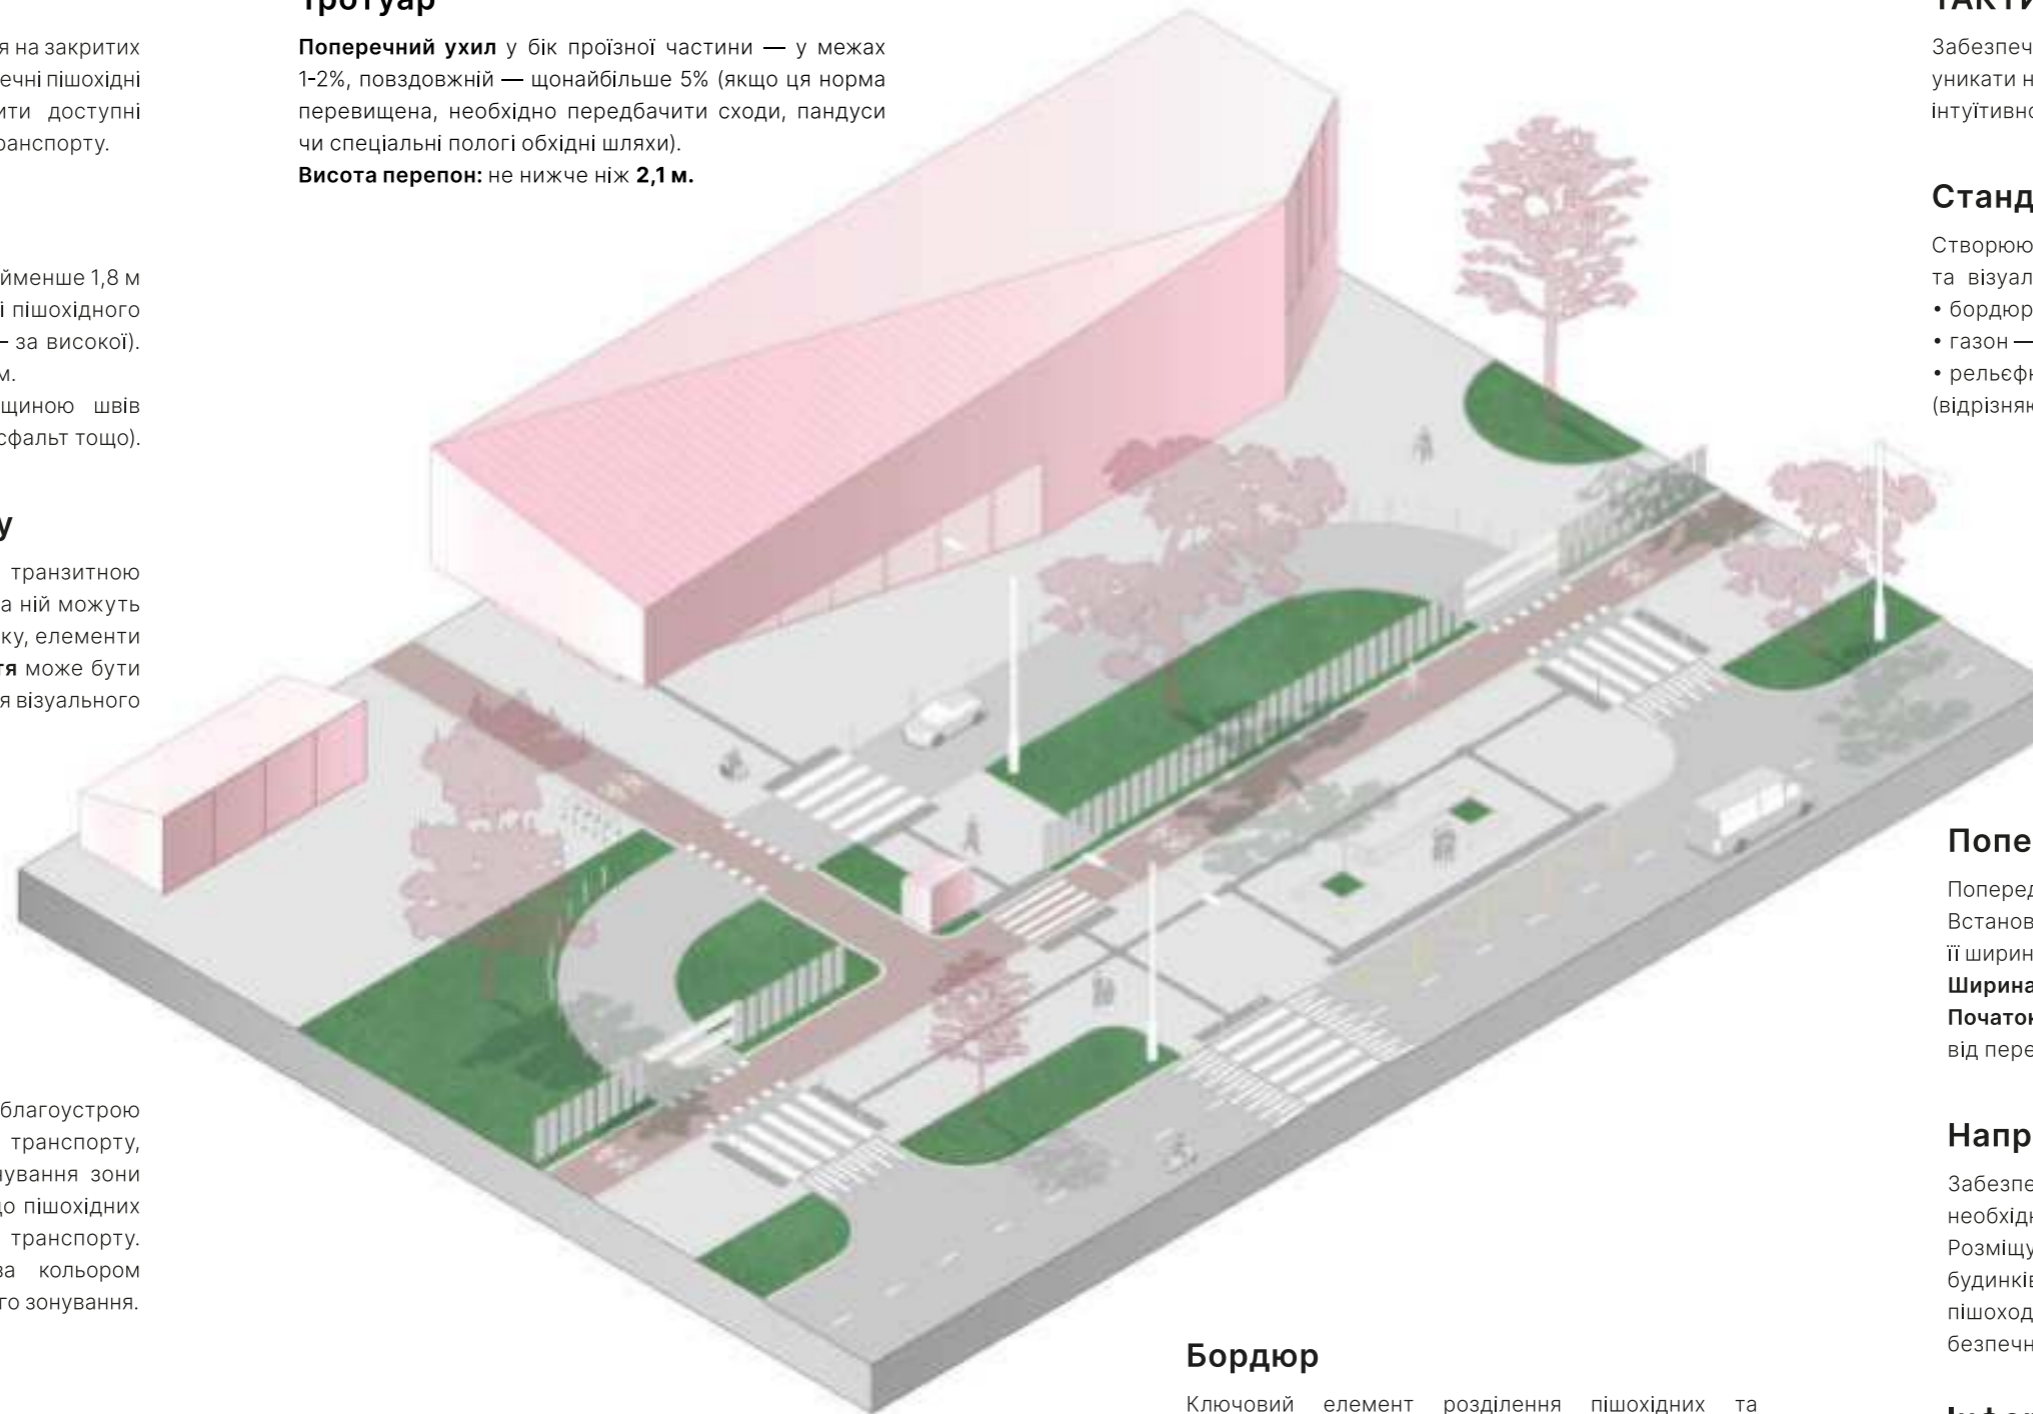 я на закритих
ечні пішохідні
ити доступні
ранспорту.
йменше 1,8 м
і пішохідного
— за високої).
м.
щиною швів
сфальт тощо).
у
транзитною
а ній можуть
ку, елементи
тя може бути
я візуального
благоустрою
транспорту,
нування зони
до пішохідних
транспорту.
за кольором
го зонування.
Тротуар
Поперечний ухил у бік проїзної частини — у межах
1-2%, повздовжній — щонайбільше 5% (якщо ця норма
перевищена, необхідно передбачити сходи, пандуси
чи спеціальні пологі обхідні шляхи).
Висота перепон: не нижче ніж 2,1 м.
Бордюр
Ключовий елемент розділення пішохідних та
Забезпеч
уникати н
інтуїтивно
Станд
Створюю
та візуал
• бордюр
• газон —
• рельєфн
(відрізняю
Попе
Поперед
Встанов
її ширин
Ширина
Початок
від пере
Напр
Забезпе
необхідн
Розміщу
будинків
пішоход
безпечн